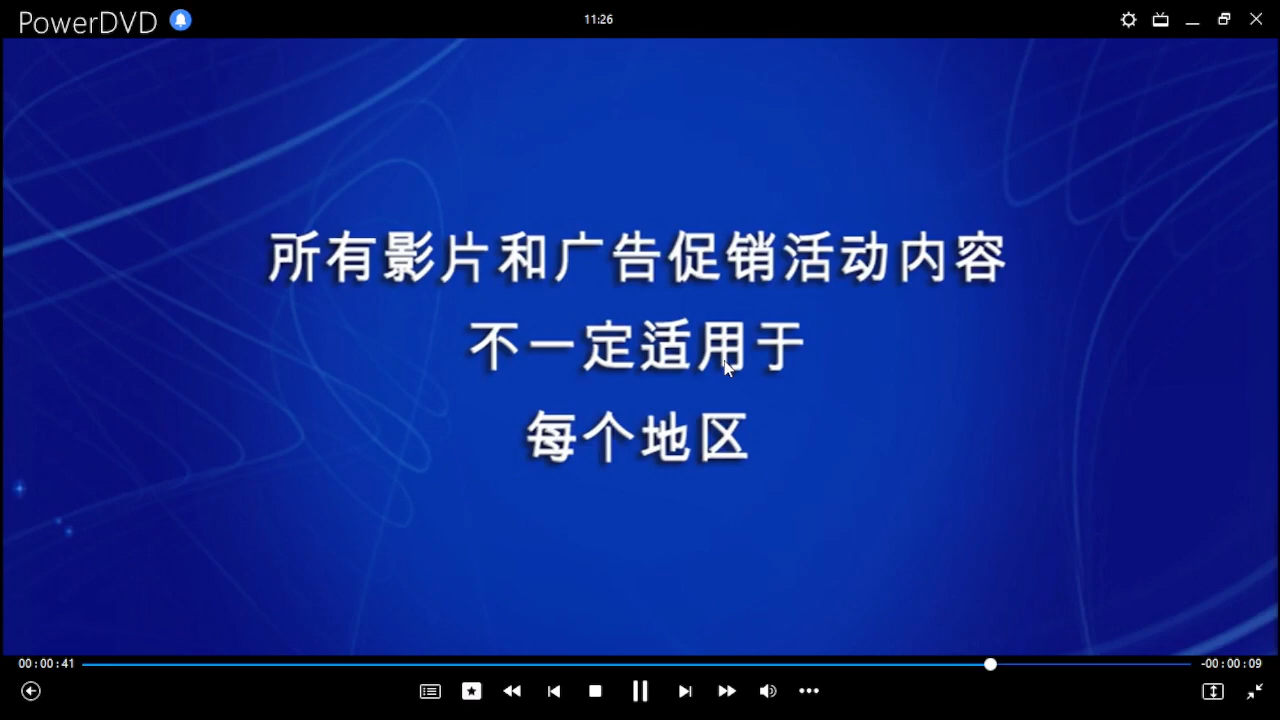 PowerDVD
11:26
所有影片和广告促销活动内容
不一定适用于
每个地区
00:00:41
-00:00:09